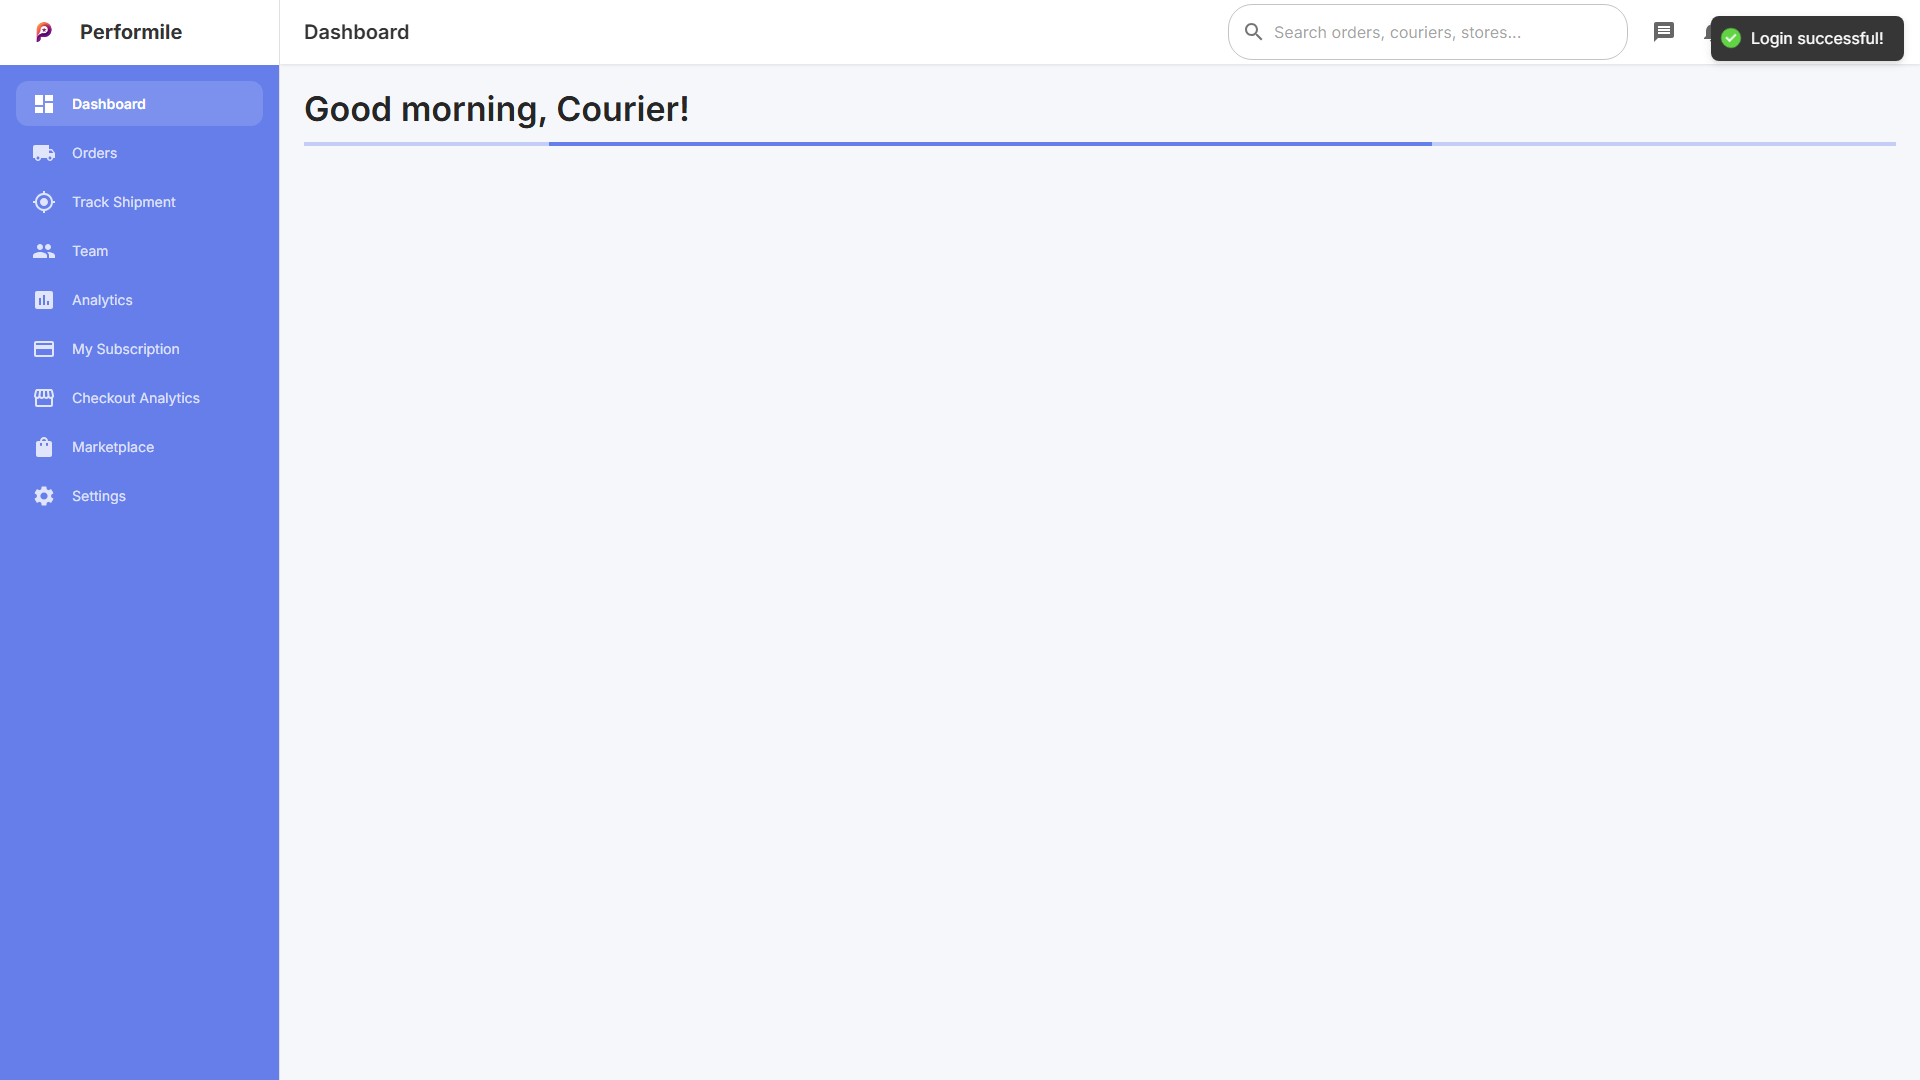 Performile
Dashboard
Search orders, couriers, stores...
Login successful!
Dashboard
Orders
Track Shipment
Team
Analytics
My Subscription
Checkout Analytics
Marketplace
Settings
Good morning, Courier!